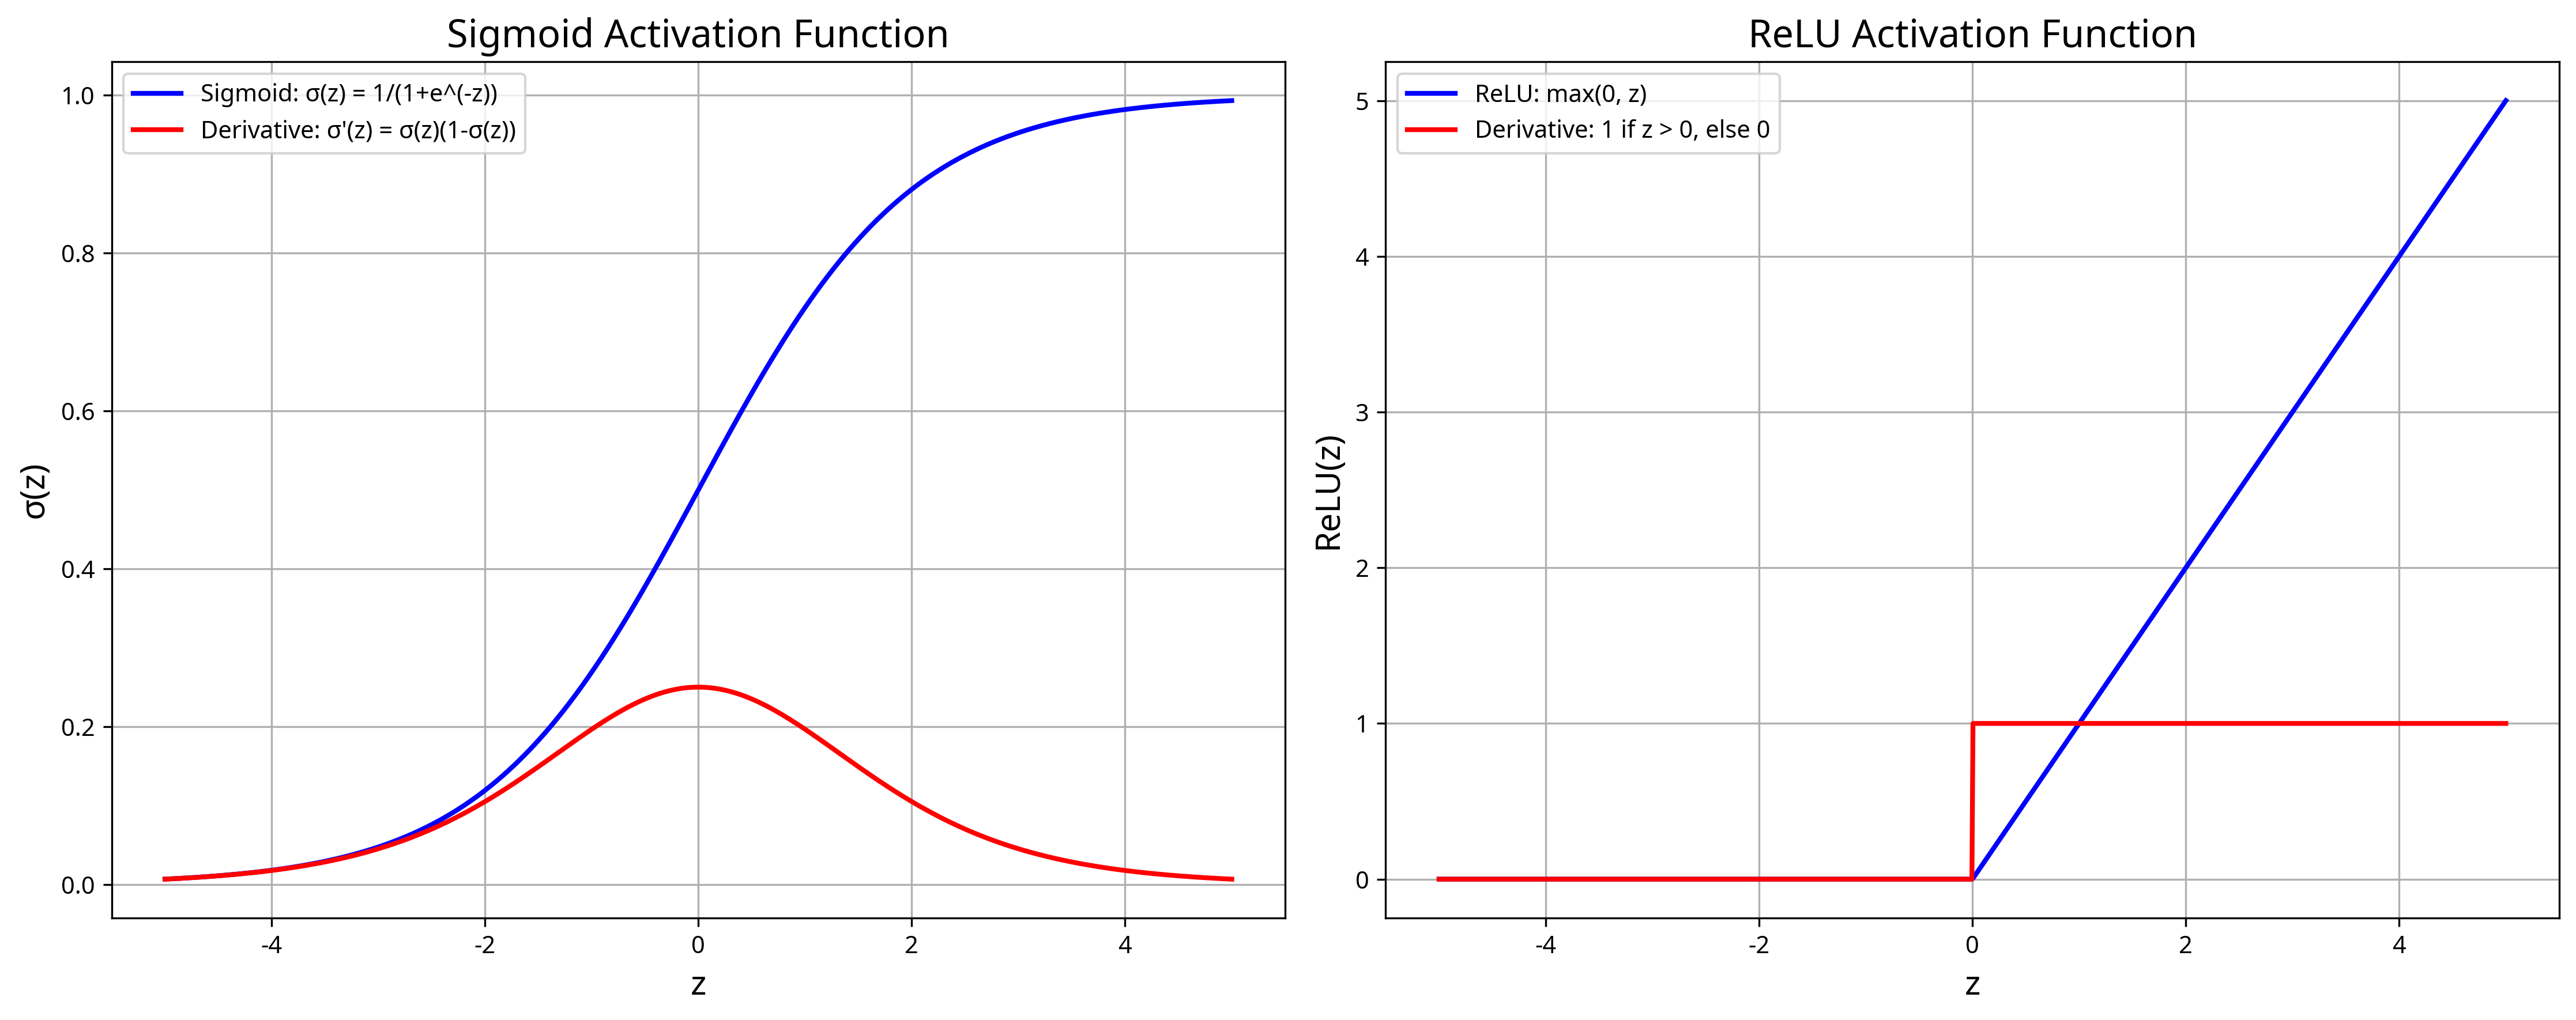 Sigmoid Activation Function
Sigmoid: σ(z) = 1/(1+e^(-z))
Derivative: σ'(z) = σ(z)(1-σ(z))
σ(z)
1.0
0.8
0.6
0.4
0.2
0.0
-4 -2 0 2 4
z
ReLU Activation Function
ReLU: max(0, z)
Derivative: 1 if z > 0, else 0
ReLU(z)
5
4
3
2
1
0
-4 -2 0 2 4
z